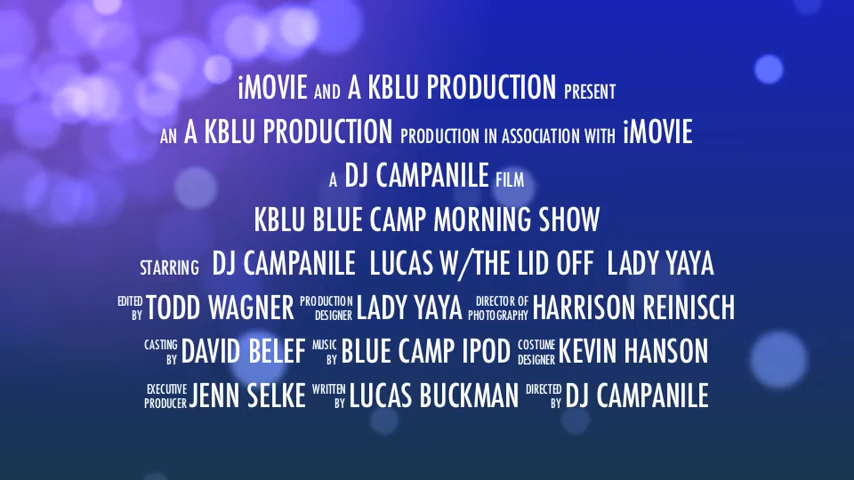 iMOVIE AND A KBLU PRODUCTION PRESENT
AN A KBLU PRODUCTION PRODUCTION IN ASSOCIATION WITH iMOVIE
A DJ CAMPANILE FILM
KBLU BLUE CAMP MORNING SHOW
STARRING DJ CAMPANILE LUCAS W/THE LID OFF LADY YAYA
EDITED BY TODD WAGNER PRODUCTION DESIGNER LADY YAYA DIRECTOR OF PHOTOGRAPHY HARRISON REINISCH
CASTING BY DAVID BELEF MUSIC BY BLUE CAMP IPOD COSTUME DESIGNER KEVIN HANSON
EXECUTIVE PRODUCER JENN SELKE WRITTEN BY LUCAS BUCKMAN DIRECTED BY DJ CAMPANILE